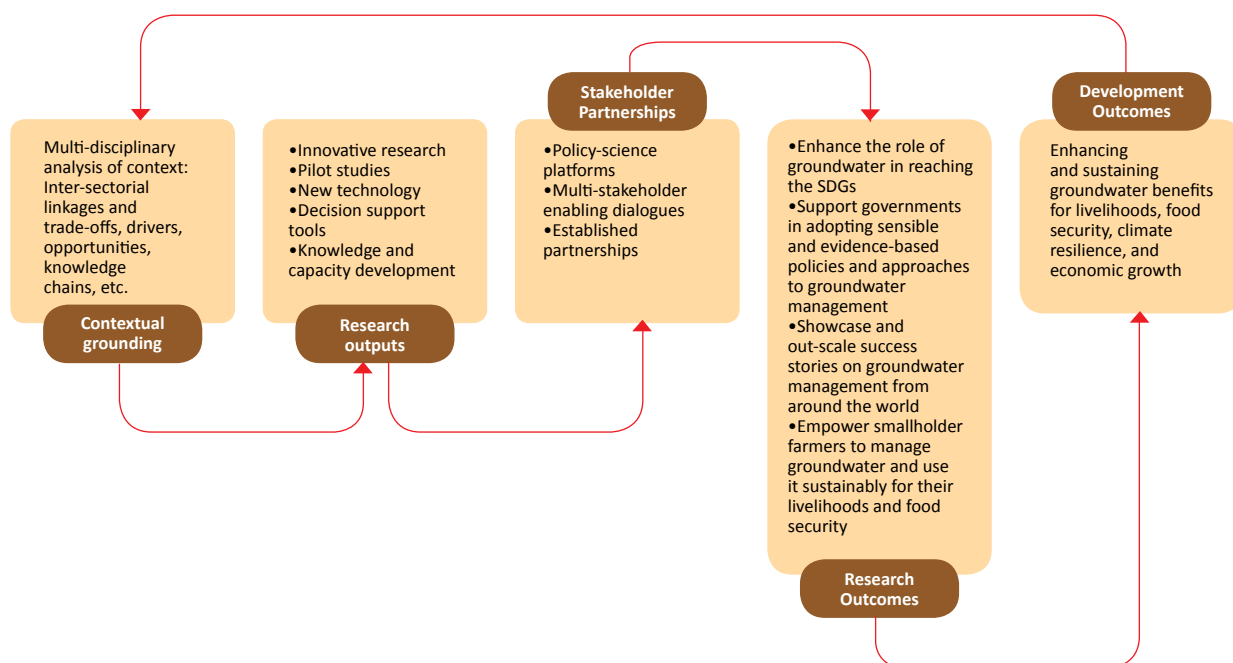 Multi-disciplinary
analysis of context:
Inter-sectorial
linkages and
trade-offs, drivers,
opportunities,
knowledge
chains, etc.
Contextual
grounding
•Innovative research
•Pilot studies
•New technology
•Decision support
tools
•Knowledge and
capacity development
Research
outputs
Stakeholder
Partnerships
•Policy-science
platforms
•Multi-stakeholder
enabling dialogues
•Established
partnerships
•Enhance the role of
groundwater in reaching
the SDGs
•Support governments
in adopting sensible
and evidence-based
policies and approaches
to groundwater
management
•Showcase and
out-scale success
stories on groundwater
management from
around the world
•Empower smallholder
farmers to manage
groundwater and use
it sustainably for their
livelihoods and food
security
Research
Outcomes
Development
Outcomes
Enhancing
and sustaining
groundwater benefits
for livelihoods, food
security, climate
resilience, and
economic growth